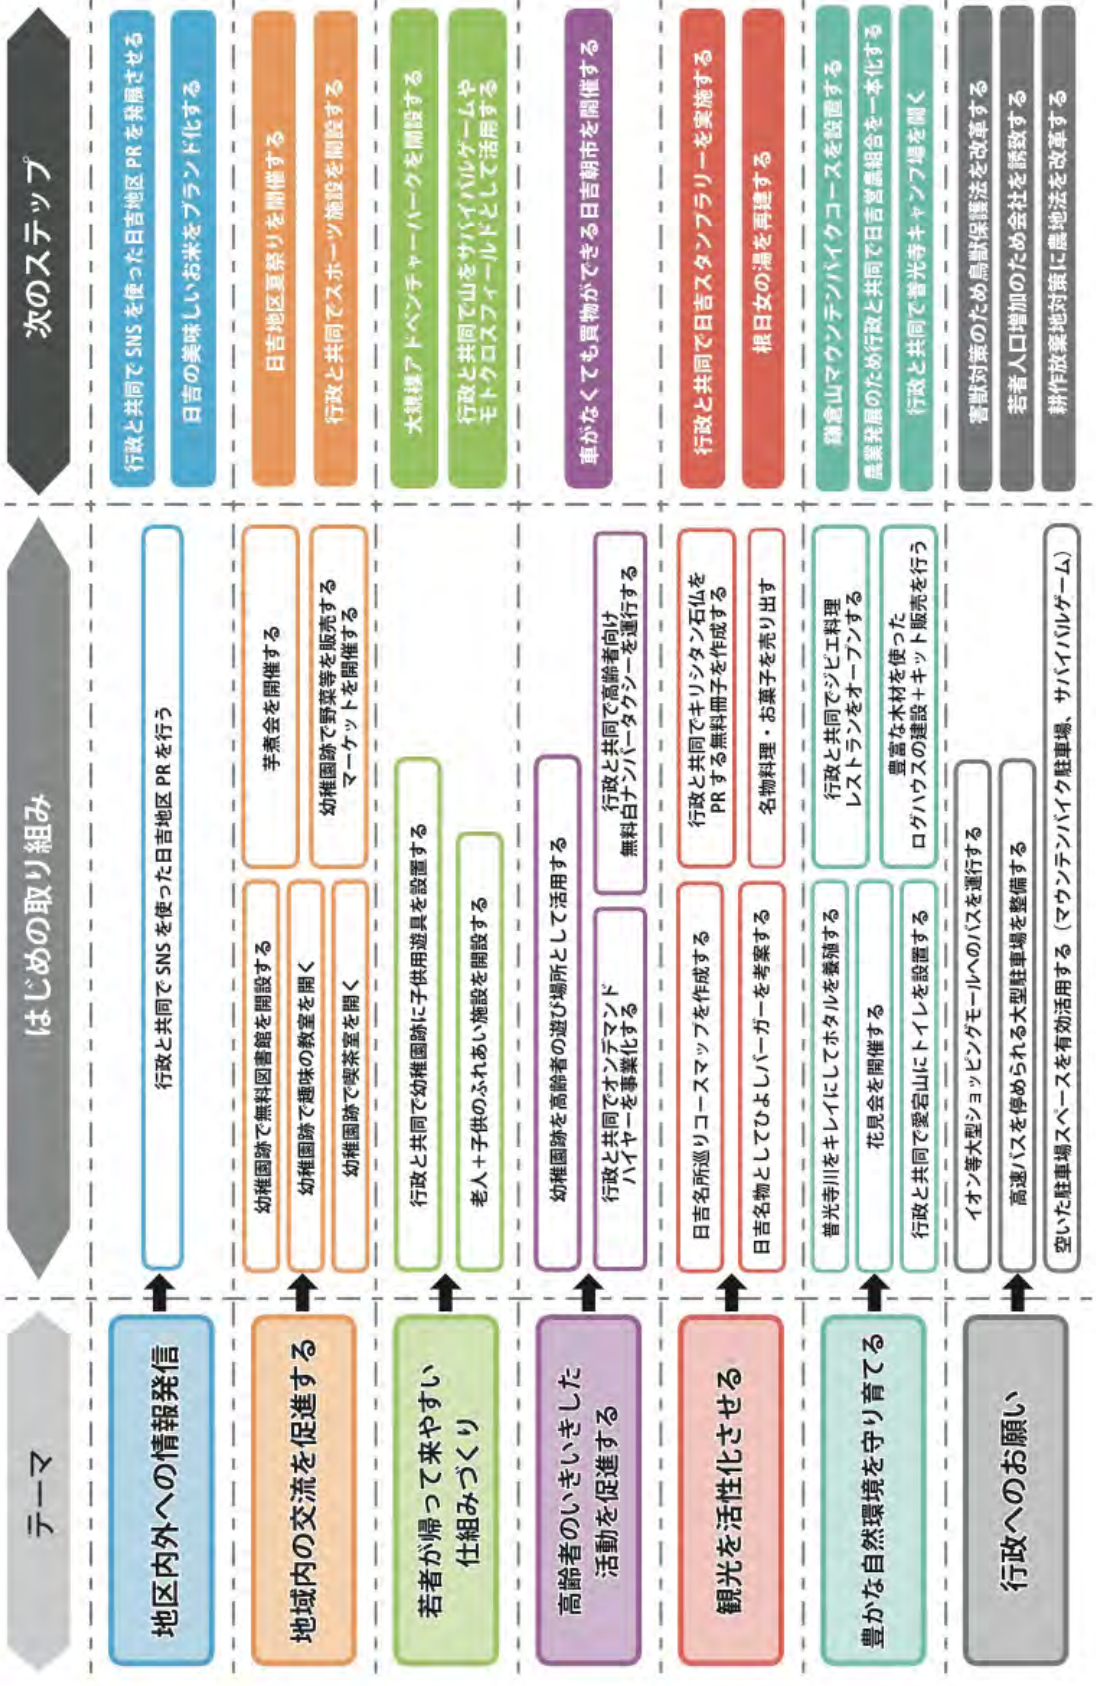 テーマ
はじめの取り組み
次のステップ
地区内外への情報発信
行政と共同で SNS を使った日吉地区 PR を行う
行政と共同で SNS を使った日吉地区 PR を発展させる
日吉の美味しいお米をブランド化する
地域内の交流を促進する
幼稚園跡で無料図書館を開設する
幼稚園跡で趣味の教室を開く
幼稚園跡で喫茶室を開く
芋煮会を開催する
幼稚園跡で野菜等を販売する
マーケットを開催する
日吉地区夏祭りを開催する
行政と共同でスポーツ施設を開設する
若者が帰って来やすい
仕組みづくり
行政と共同で幼稚園跡に子供用遊具を設置する
老人+子供のふれあい施設を開設する
大規模アドベンチャーパークを開設する
行政と共同で山をサバイバルゲームや
モトクロスフィールドとして活用する
高齢者のいきいきした
活動を促進する
幼稚園跡を高齢者の遊び場所として活用する
行政と共同でオンデマンド
ハイヤーを事業化する
行政と共同で高齢者向け
無料白ナンバータクシーを運行する
車がなくても買物ができる日吉朝市を開催する
観光を活性化させる
日吉名所巡りコースマップを作成する
日吉名物としてひよしバーガーを考案する
行政と共同でキリシタン石仏を
PR する無料冊子を作成する
名物料理・お菓子を売り出す
行政と共同で日吉スタンプラリーを実施する
根日女の湯を再建する
豊かな自然環境を守り育てる
普光寺川をキレイにしてホタルを養殖する
花見会を開催する
行政と共同で愛宕山にトイレを設置する
行政と共同でジビエ料理
レストランをオープンする
豊富な木材を使った
ログハウスの建設+キット販売を行う
鎌倉山マウンテンバイクコースを設置する
農業発展のため行政と共同で日吉営農組合を一本化する
行政と共同で普光寺キャンプ場を開く
行政へのお願い
イオン等大型ショッピングモールへのバスを運行する
高速バスを停められる大型駐車場を整備する
空いた駐車場スペースを有効活用する（マウンテンバイク駐車場、サバイバルゲーム）
害獣対策のため鳥獣保護法を改革する
若者人口増加のため会社を誘致する
耕作放棄地対策に農地法を改革する